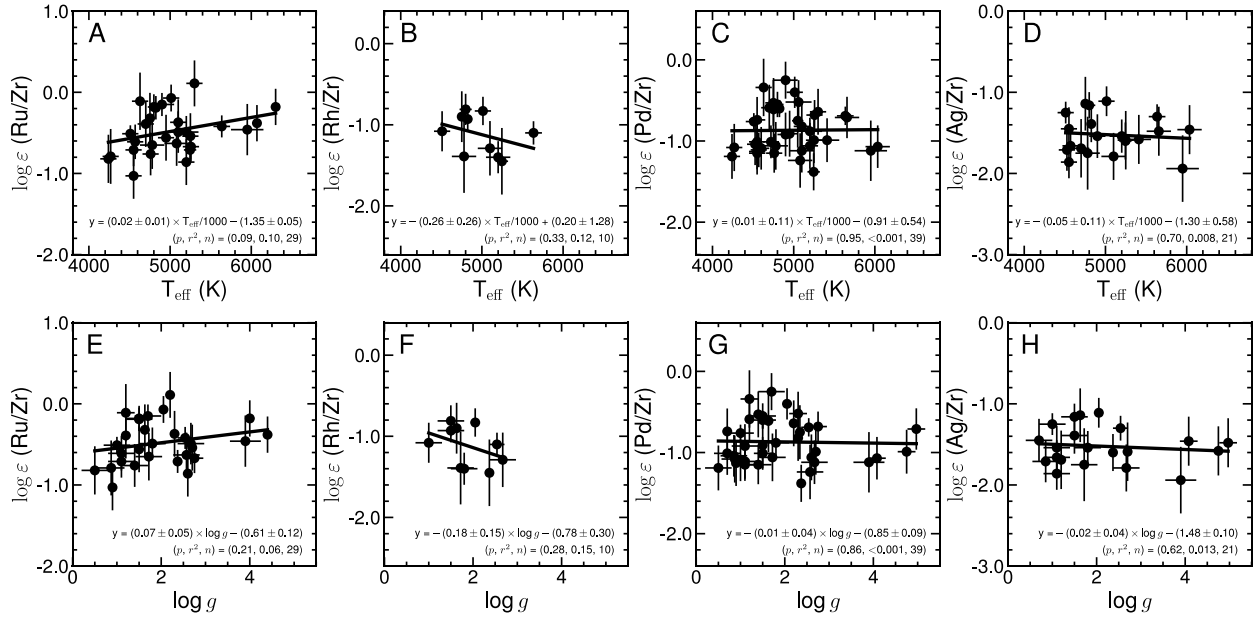 A
B
C
D
1.0
0.0
-1.0
-2.0
log ε (Ru/Zr)
y = (0.02 ± 0.01) × T_eff/1000 − (1.35 ± 0.05)
(p, r², n) = (0.09, 0.10, 29)
4000 5000 6000
T_eff (K)
0.0
-1.0
-2.0
log ε (Rh/Zr)
y = −(0.26 ± 0.26) × T_eff/1000 + (0.20 ± 1.28)
(p, r², n) = (0.33, 0.12, 10)
4000 5000 6000
T_eff (K)
0.0
-1.0
-2.0
log ε (Pd/Zr)
y = (0.01 ± 0.11) × T_eff/1000 − (0.91 ± 0.54)
(p, r², n) = (0.95, <0.001, 39)
4000 5000 6000
T_eff (K)
0.0
-1.0
-2.0
-3.0
log ε (Ag/Zr)
y = −(0.05 ± 0.11) × T_eff/1000 − (1.30 ± 0.58)
(p, r², n) = (0.70, 0.008, 21)
4000 5000 6000
T_eff (K)
E
F
G
H
1.0
0.0
-1.0
-2.0
log ε (Ru/Zr)
y = (0.07 ± 0.05) × log g − (0.61 ± 0.12)
(p, r², n) = (0.21, 0.06, 29)
0 2 4
log g
0.0
-1.0
-2.0
log ε (Rh/Zr)
y = −(0.18 ± 0.15) × log g − (0.78 ± 0.30)
(p, r², n) = (0.28, 0.15, 10)
0 2 4
log g
0.0
-1.0
-2.0
log ε (Pd/Zr)
y = −(0.01 ± 0.04) × log g − (0.85 ± 0.09)
(p, r², n) = (0.86, <0.001, 39)
0 2 4
log g
0.0
-1.0
-2.0
-3.0
log ε (Ag/Zr)
y = −(0.02 ± 0.04) × log g − (1.48 ± 0.10)
(p, r², n) = (0.62, 0.013, 21)
0 2 4
log g